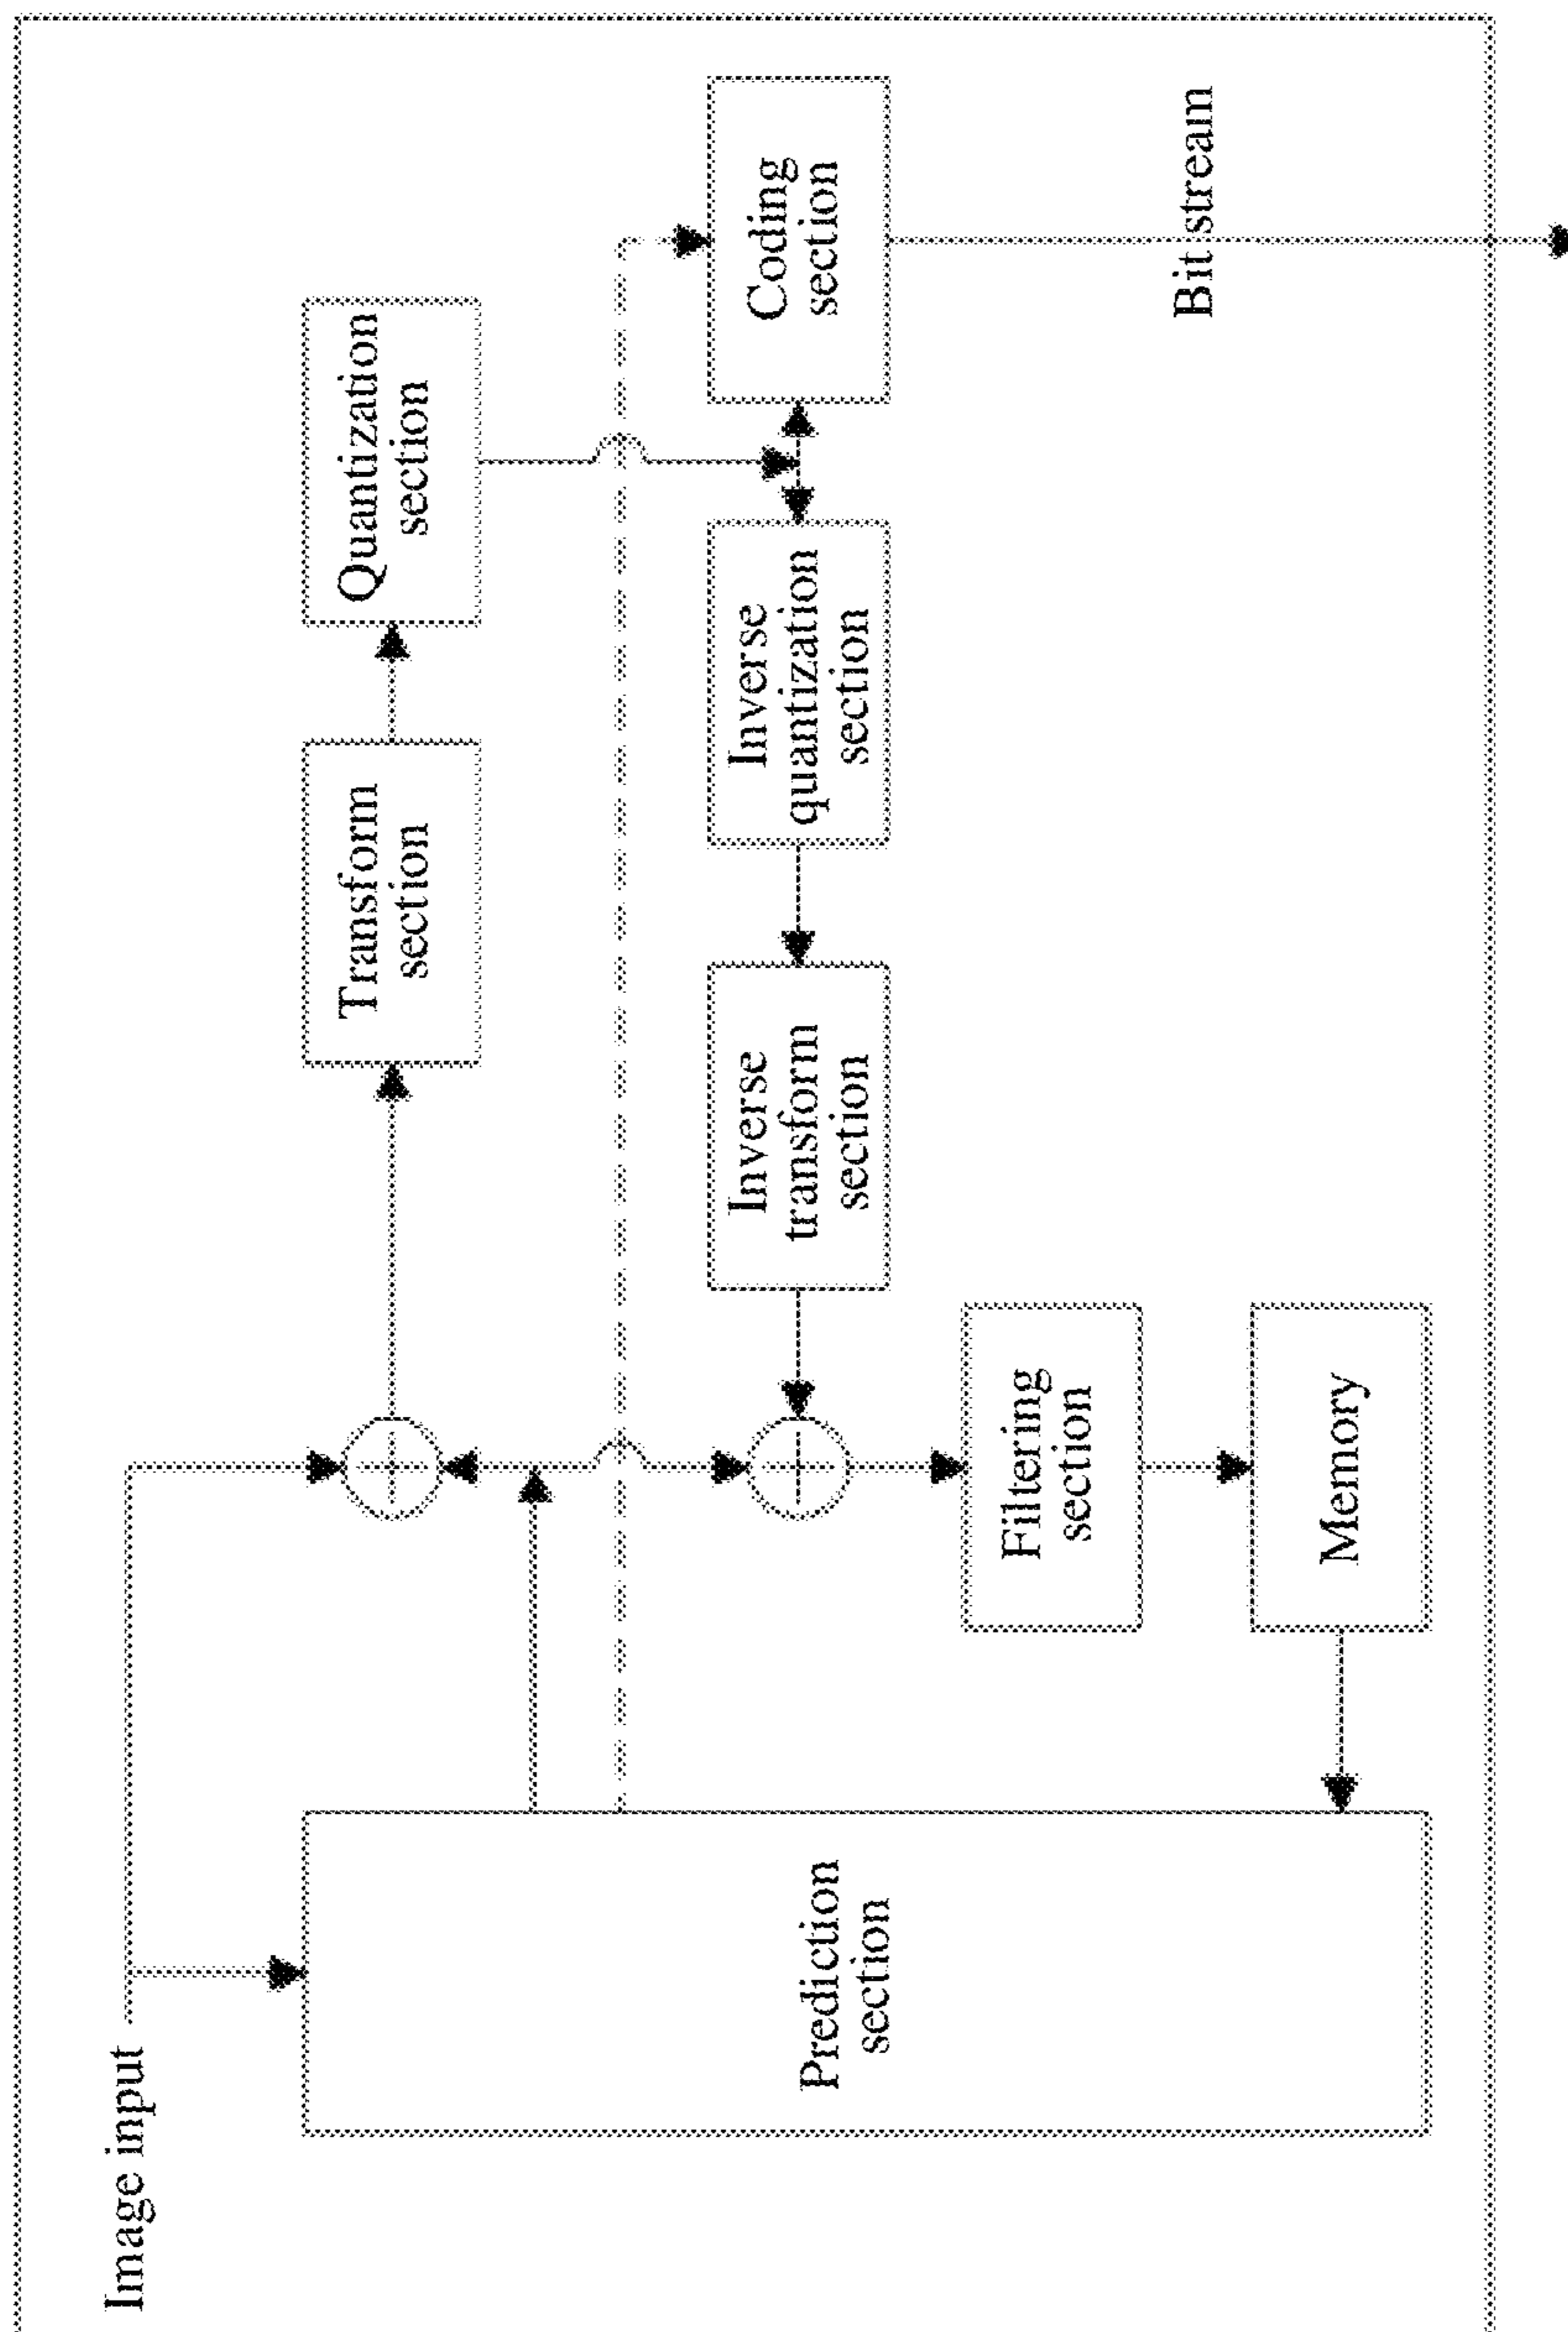 Image input
Prediction
section
Transform
section
Quantization
section
Inverse
transform
section
Inverse
quantization
section
Coding
section
Filtering
section
Memory
Bit stream